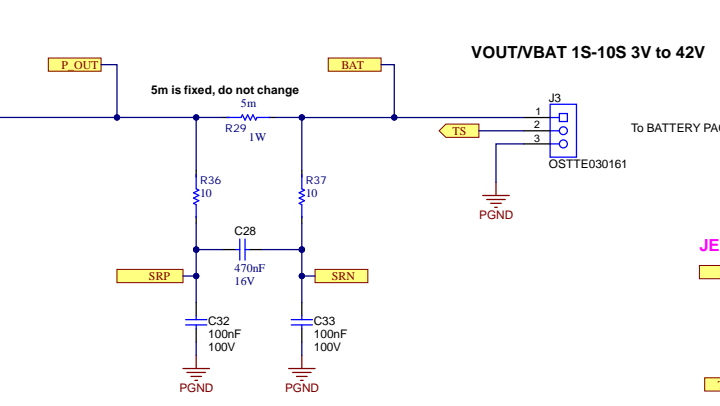 VOUT/VBAT 1S-10S 3V to 42V
P_OUT
BAT
5m is fixed, do not change
5m
R29
1W
J3
1
2
3
TS
To BATTERY PA
OSTTE030161
R36
10
R37
10
PGND
C28
470nF
16V
SRP
SRN
JE
C32
100nF
100V
C33
100nF
100V
PGND
PGND